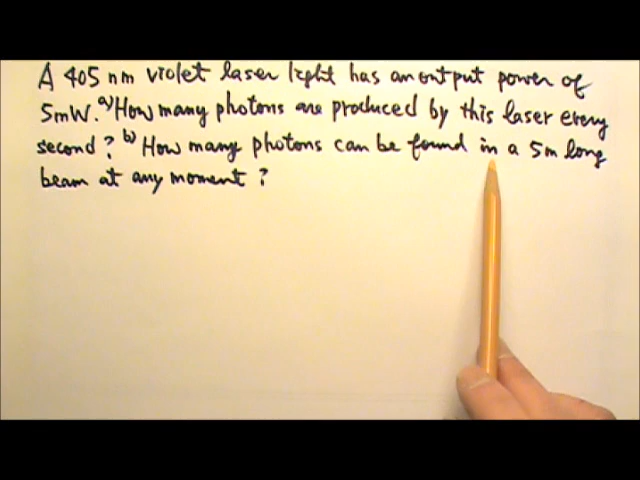 A 405 nm violet laser light has an output power of
5mW. a) How many photons are produced by this laser every
second? b) How many photons can be found in a 5m long
beam at any moment?